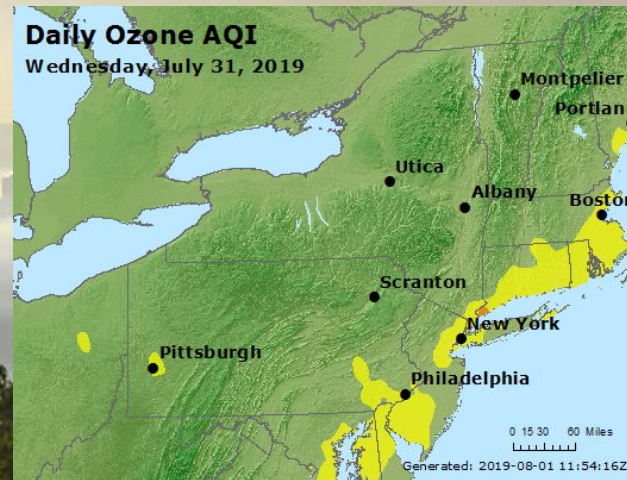 Daily Ozone AQI
Wednesday, July 31, 2019
Montpelier
Portlan
Utica
Albany
Boston
Scranton
New York
Pittsburgh
Philadelphia
0 15 30 60 Miles
Generated: 2019-08-01 11:54:16Z